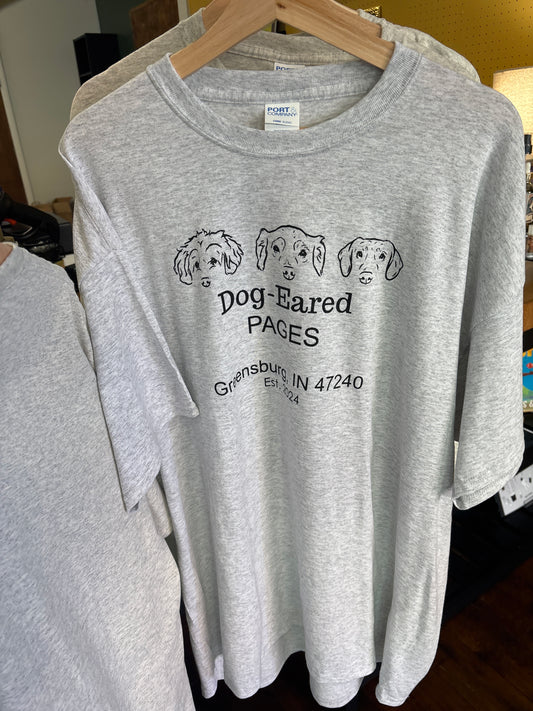 PORT &
COMPANY
Dog-Eared
PAGES
Greensburg, IN 47240
Est. 2024